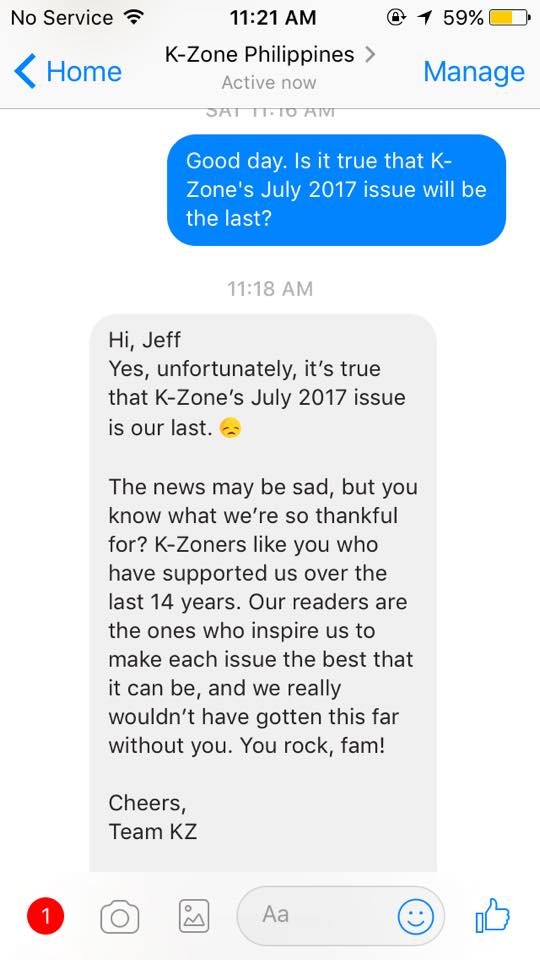 No Service 11:21 AM 59%
Home K-Zone Philippines Manage
Active now
SAT 11:16 AM
Good day. Is it true that K-
Zone's July 2017 issue will be
the last?
11:18 AM
Hi, Jeff
Yes, unfortunately, it’s true
that K-Zone’s July 2017 issue
is our last. 😞
The news may be sad, but you
know what we’re so thankful
for? K-Zoners like you who
have supported us over the
last 14 years. Our readers are
the ones who inspire us to
make each issue the best that
it can be, and we really
wouldn’t have gotten this far
without you. You rock, fam!
Cheers,
Team KZ
1 Aa